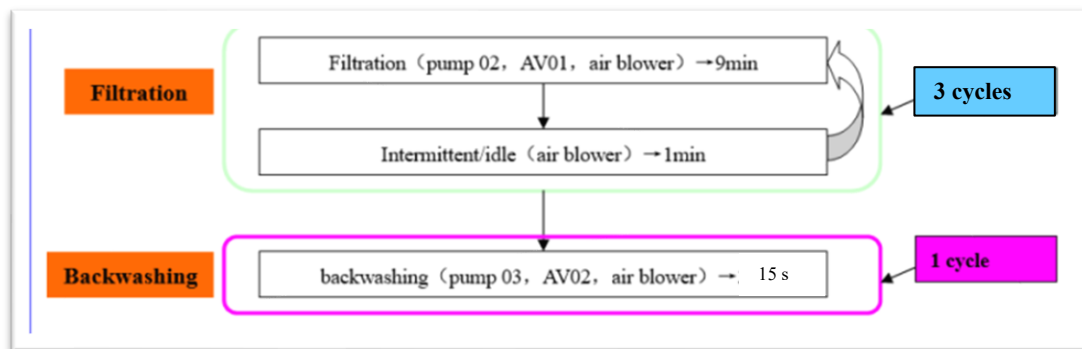 Filtration（pump 02， AV01， air blower）→9min
Filtration
3 cycles
Intermittent/idle（air blower）→1min
Backwashing
backwashing（pump 03， AV02， air blower）→ 15 s
1 cycle